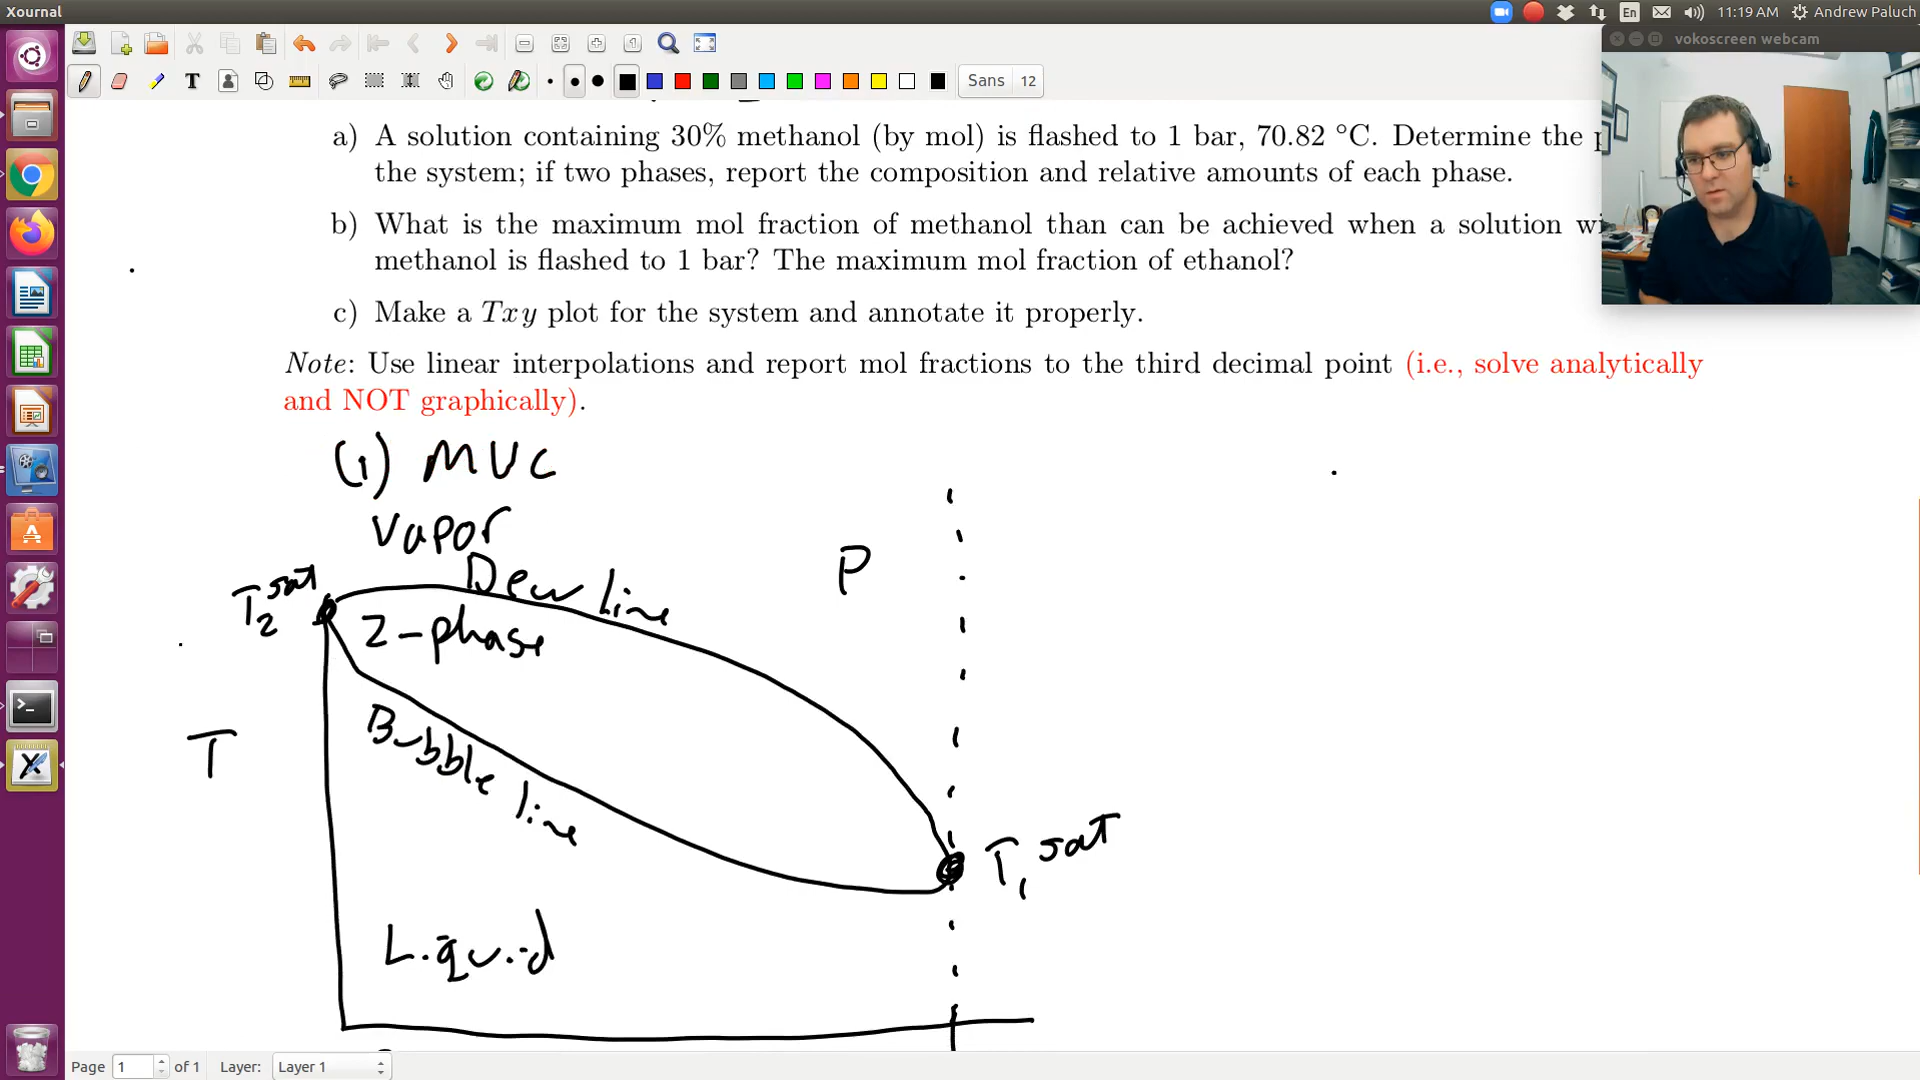 Xournal
En
11:19 AM
Andrew Paluch
vokoscreen webcam
Sans 12
a) A solution containing 30% methanol (by mol) is flashed to 1 bar, 70.82 °C. Determine the p
the system; if two phases, report the composition and relative amounts of each phase.
b) What is the maximum mol fraction of methanol than can be achieved when a solution wi
methanol is flashed to 1 bar? The maximum mol fraction of ethanol?
c) Make a Txy plot for the system and annotate it properly.
Note: Use linear interpolations and report mol fractions to the third decimal point (i.e., solve analytically
and NOT graphically).
(1) MVC
Vapor
P
Dew line
T2 sat
2-phase
Bubble line
T
T1 sat
Liquid
Page 1 of 1 Layer: Layer 1